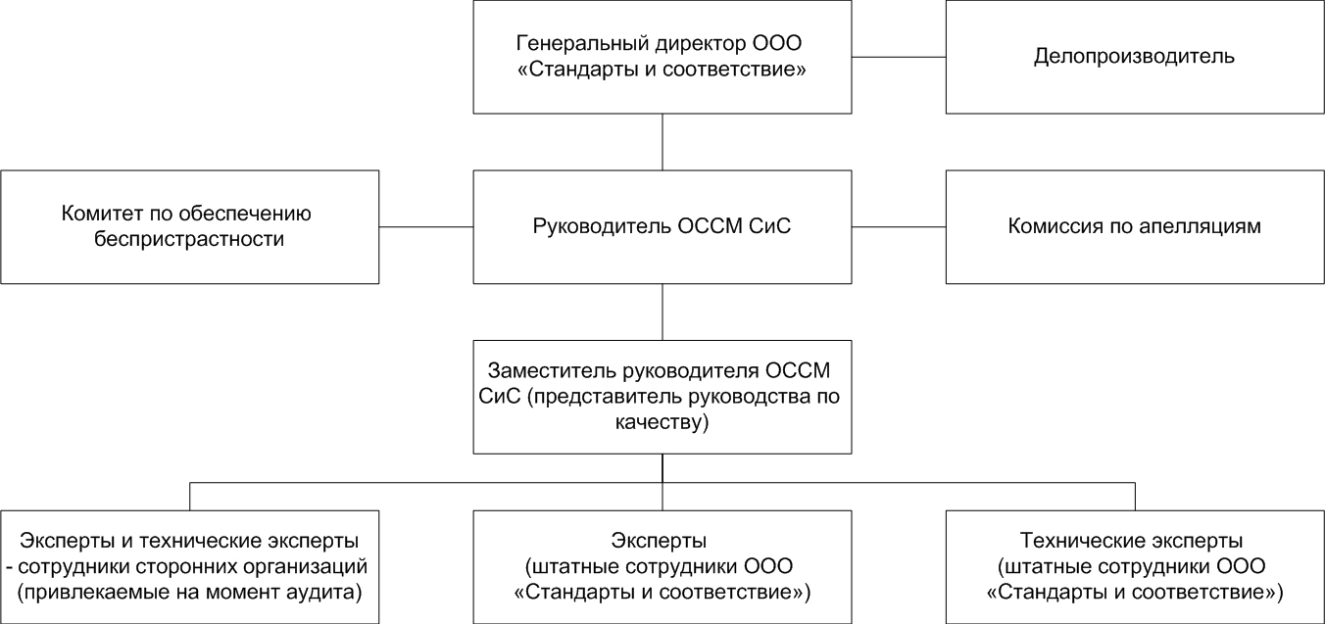 Генеральный директор ООО
«Стандарты и соответствие»
Делопроизводитель
Комитет по обеспечению
беспристрастности
Руководитель ОССМ СиС
Комиссия по апелляциям
Заместитель руководителя ОССМ
СиС (представитель руководства по
качеству)
Эксперты и технические эксперты
- сотрудники сторонних организаций
(привлекаемые на момент аудита)
Эксперты
(штатные сотрудники ООО
«Стандарты и соответствие»)
Технические эксперты
(штатные сотрудники ООО
«Стандарты и соответствие»)